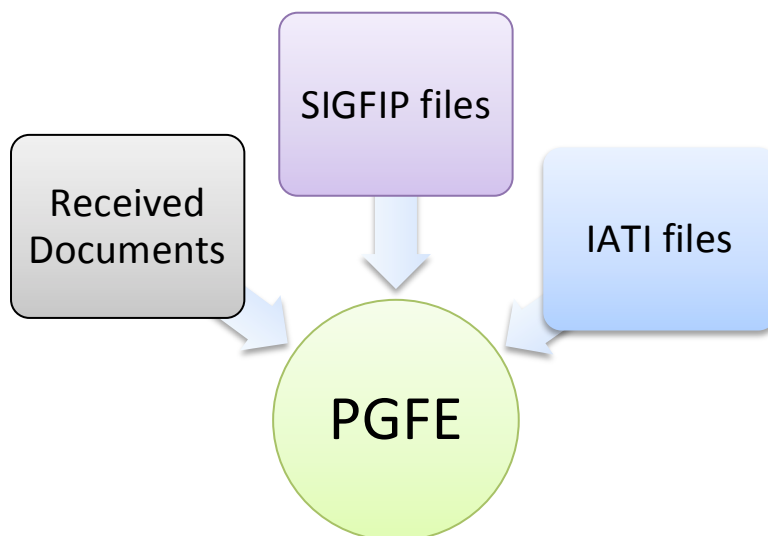 SIGFIP files
Received
Documents
IATI files
PGFE